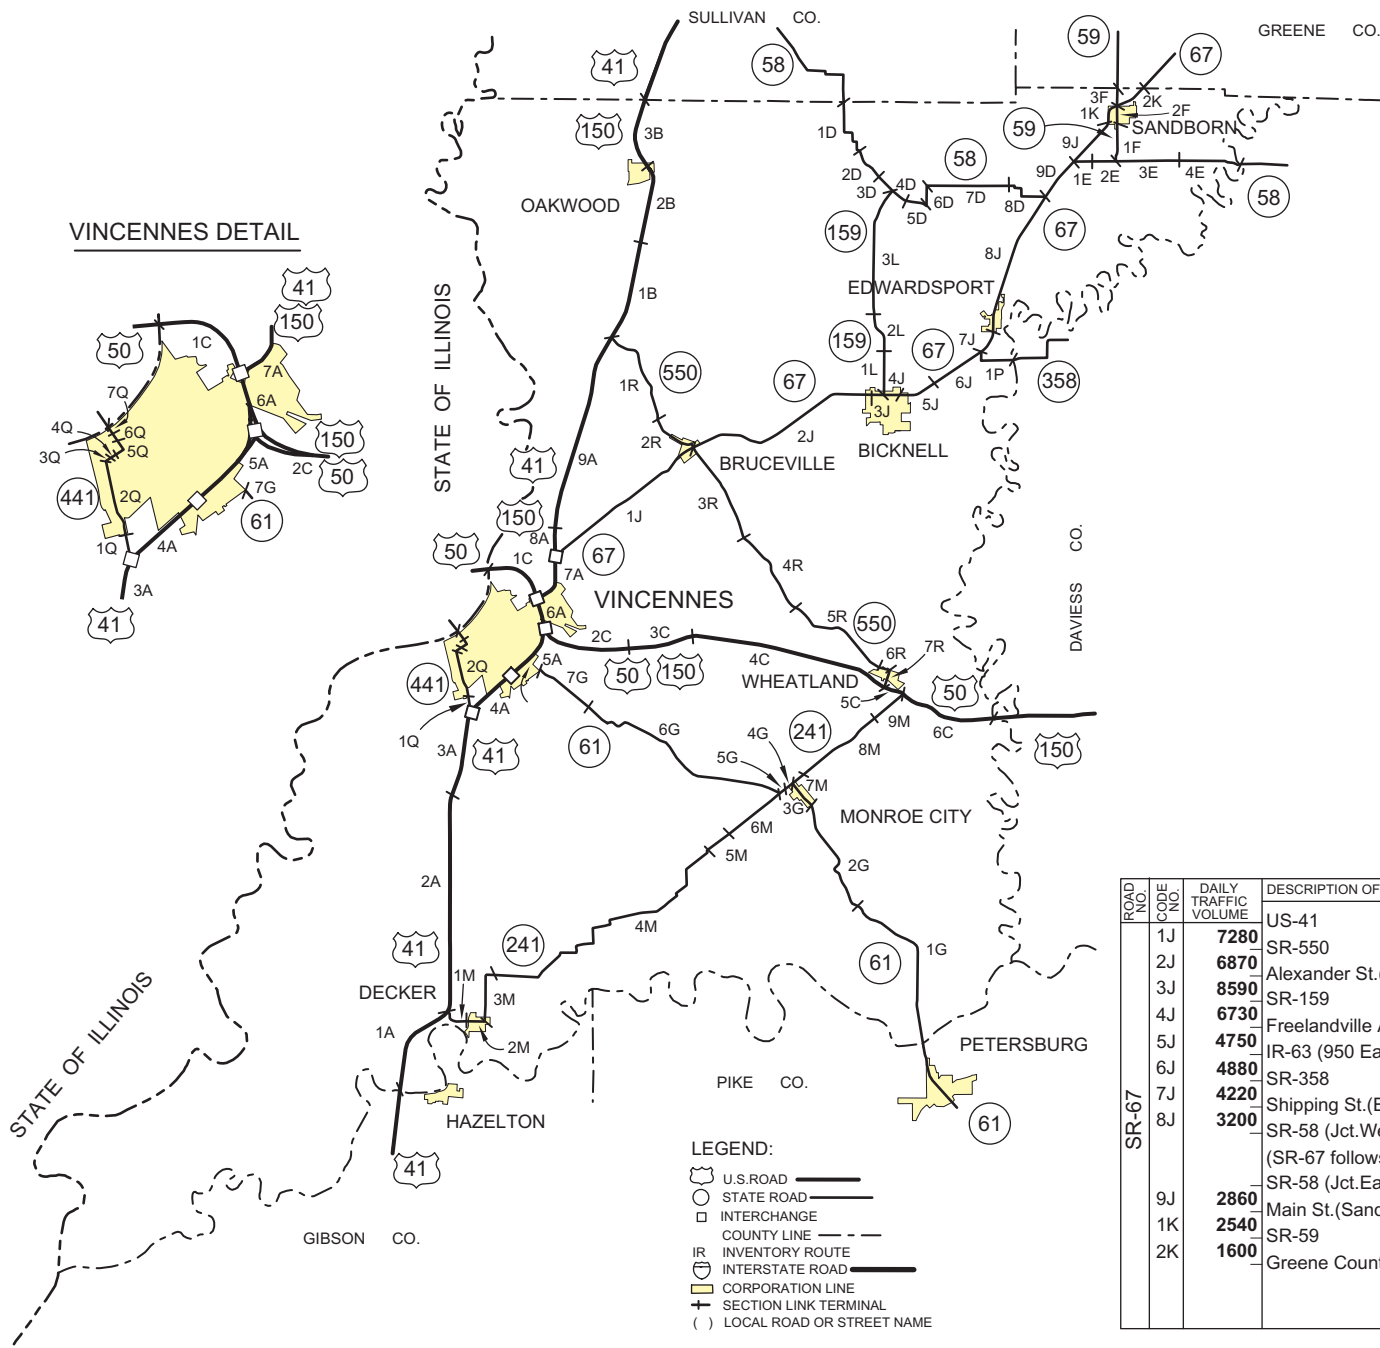 SULLIVAN CO.
GREENE CO.
59
67
41
58
150
3B
3F
2K
1K
2F
SANDBORN
59
1D
9J
1F
58
9D
1E
2E
3E
4E
58
OAKWOOD
2B
2D
3D
4D
5D
6D
7D
8D
67
159
VINCENNES DETAIL
3L
8J
EDWARDSPORT
41
150
50
1C
7A
6A
7Q
4Q
6Q
5Q
3Q
150
50
5A
2C
441
2Q
7G
61
1Q
4A
3A
41
STATE OF ILLINOIS
1B
550
1R
159
2L
1L
4J
3J
67
67
7J
6J
1P
358
5J
2J
2R
BRUCEVILLE
BICKNELL
41
9A
3R
150
1J
8A
50
1C
67
7A
4R
DAVIESS CO.
VINCENNES
6A
5R
550
2C
3C
4C
6R
7R
50
150
WHEATLAND
5C
50
441
2Q
5A
7G
4A
1Q
3A
41
61
6G
4G
241
9M
8M
6C
150
5G
7M
3G
MONROE CITY
6M
5M
2G
2A
4M
41
241
1G
61
DECKER
1M
3M
2M
1A
STATE OF ILLINOIS
PETERSBURG
PIKE CO.
HAZELTON
61
41
GIBSON CO.
LEGEND:
U.S.ROAD
STATE ROAD
INTERCHANGE
COUNTY LINE
IR INVENTORY ROUTE
INTERSTATE ROAD
CORPORATION LINE
SECTION LINK TERMINAL
( ) LOCAL ROAD OR STREET NAME
ROAD NO.
CODE NO.
DAILY TRAFFIC VOLUME
DESCRIPTION OF
SR-67
US-41
1J 7280
SR-550
2J 6870
Alexander St.
3J 8590
SR-159
4J 6730
Freelandville
5J 4750
IR-63 (950 Ea
6J 4880
SR-358
7J 4220
Shipping St.(E
8J 3200
SR-58 (Jct.We
(SR-67 follows
SR-58 (Jct.Ea
9J 2860
Main St.(Sand
1K 2540
SR-59
2K 1600
Greene Count